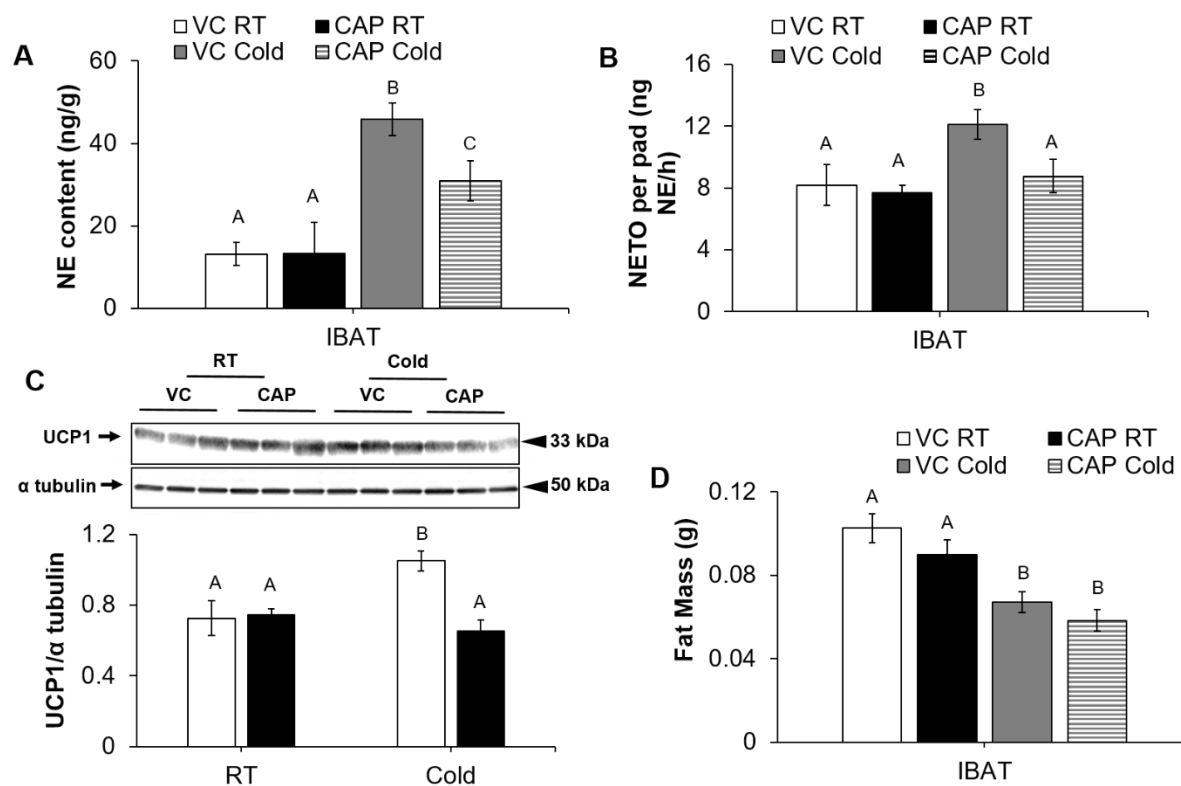 A
VC RT
CAP RT
VC Cold
CAP Cold
NE content (ng/g)
60
40
20
0
A
A
B
C
IBAT
B
VC RT
CAP RT
VC Cold
CAP Cold
NETO per pad (ng
NE/h)
16
12
8
4
0
A
A
B
A
IBAT
C
RT
Cold
VC
CAP
VC
CAP
UCP1
33 kDa
α tubulin
50 kDa
UCP1/α tubulin
1.2
0.8
0.4
0
A
A
B
A
RT
Cold
D
VC RT
CAP RT
VC Cold
CAP Cold
Fat Mass (g)
0.12
0.08
0.04
0
A
A
B
B
IBAT